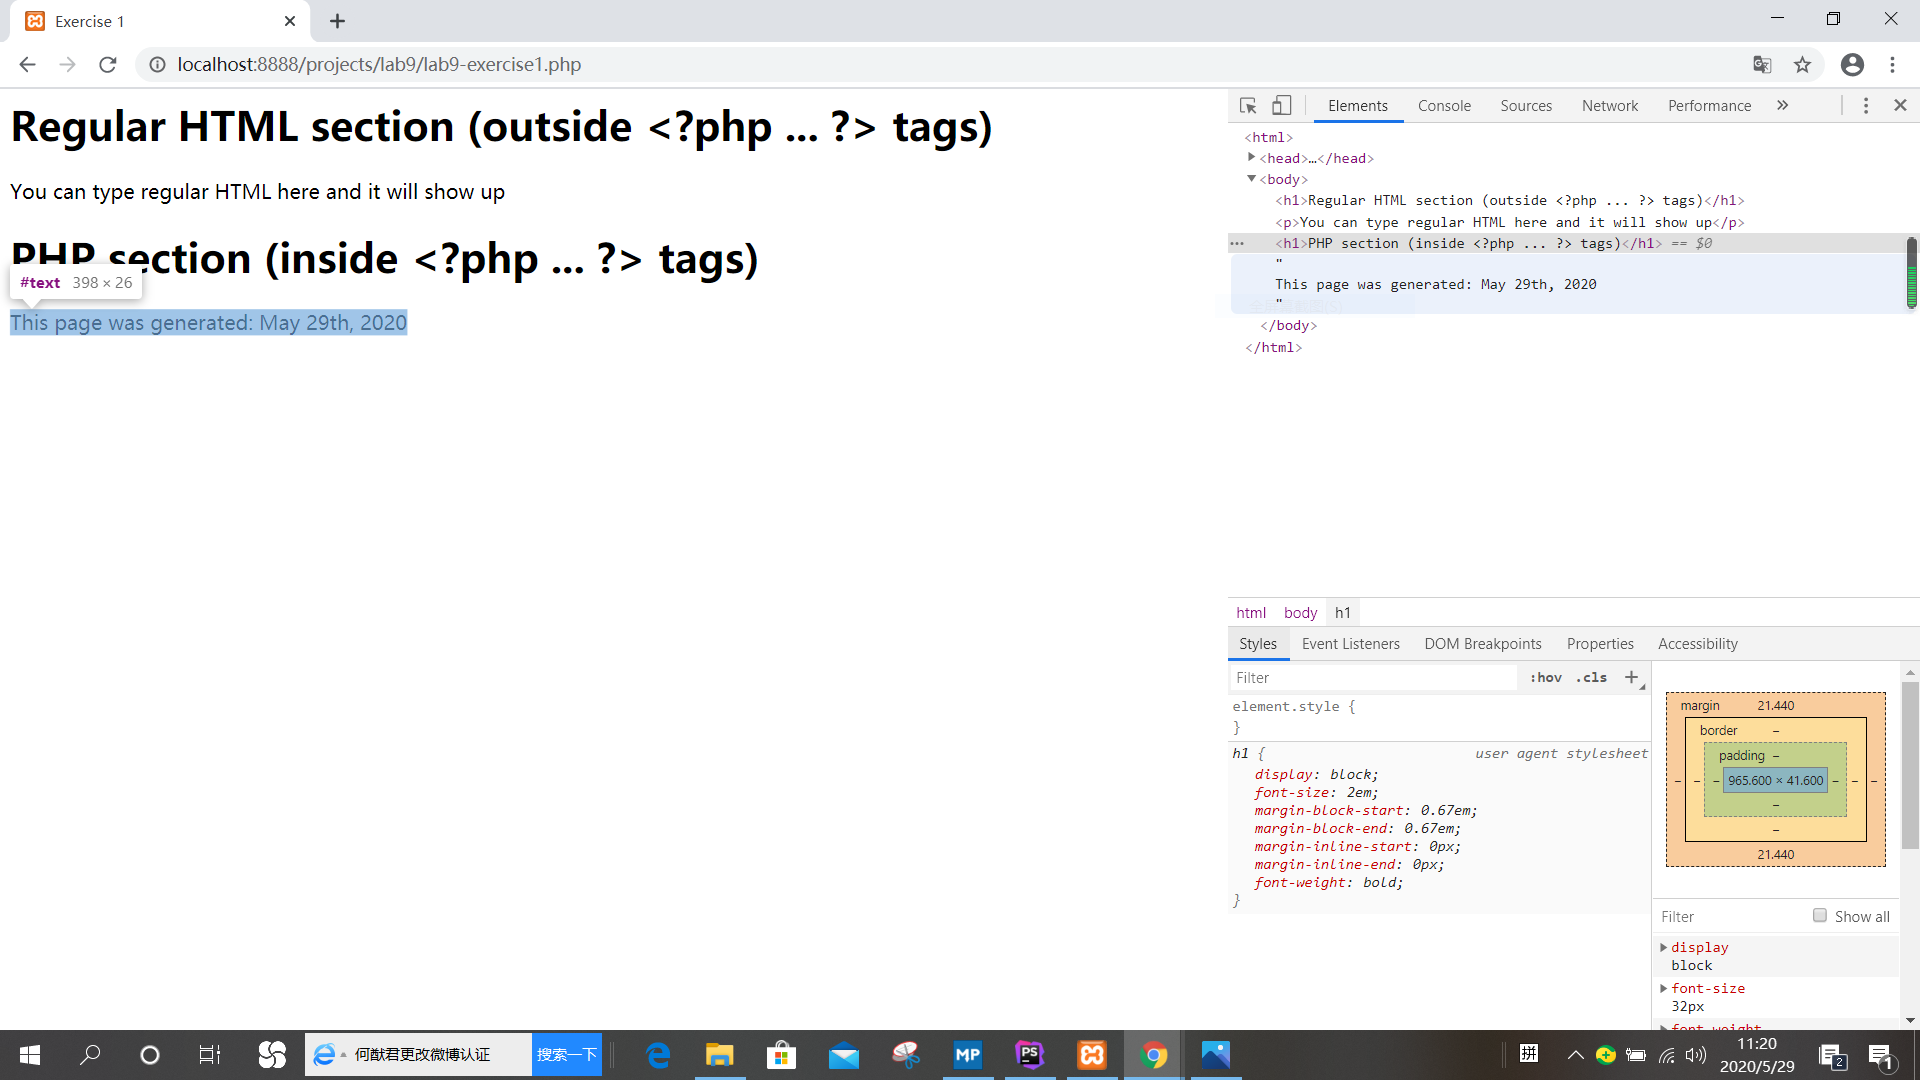 Exercise 1
localhost:8888/projects/lab9/lab9-exercise1.php
Regular HTML section (outside <?php ... ?> tags)
You can type regular HTML here and it will show up
PHP section (inside <?php ... ?> tags)
#text 398 × 26
This page was generated: May 29th, 2020
Elements Console Sources Network Performance
<html>
<head>…</head>
<body>
<h1>Regular HTML section (outside <?php ... ?> tags)</h1>
<p>You can type regular HTML here and it will show up</p>
<h1>PHP section (inside <?php ... ?> tags)</h1> == $0
"
This page was generated: May 29th, 2020
"
</body>
</html>
html body h1
Styles Event Listeners DOM Breakpoints Properties Accessibility
Filter :hov .cls +
element.style {
}
h1 { user agent stylesheet
display: block;
font-size: 2em;
margin-block-start: 0.67em;
margin-block-end: 0.67em;
margin-inline-start: 0px;
margin-inline-end: 0px;
font-weight: bold;
}
margin 21.440
border –
padding –
– – – 965.600 × 41.600 – – –
–
–
21.440
Filter Show all
display
block
font-size
32px
font-weight
何猷君更改微博认证 搜索一下
MP
PS
拼
11:20
2020/5/29
2
1